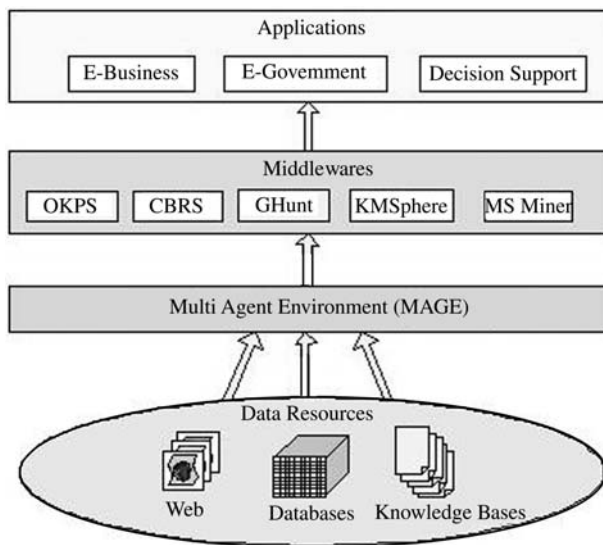 Applications
E-Business E-Govemment Decision Support
Middlewares
OKPS CBRS GHunt KMSphere MS Miner
Multi Agent Environment (MAGE)
Data Resources
Web Databases Knowledge Bases